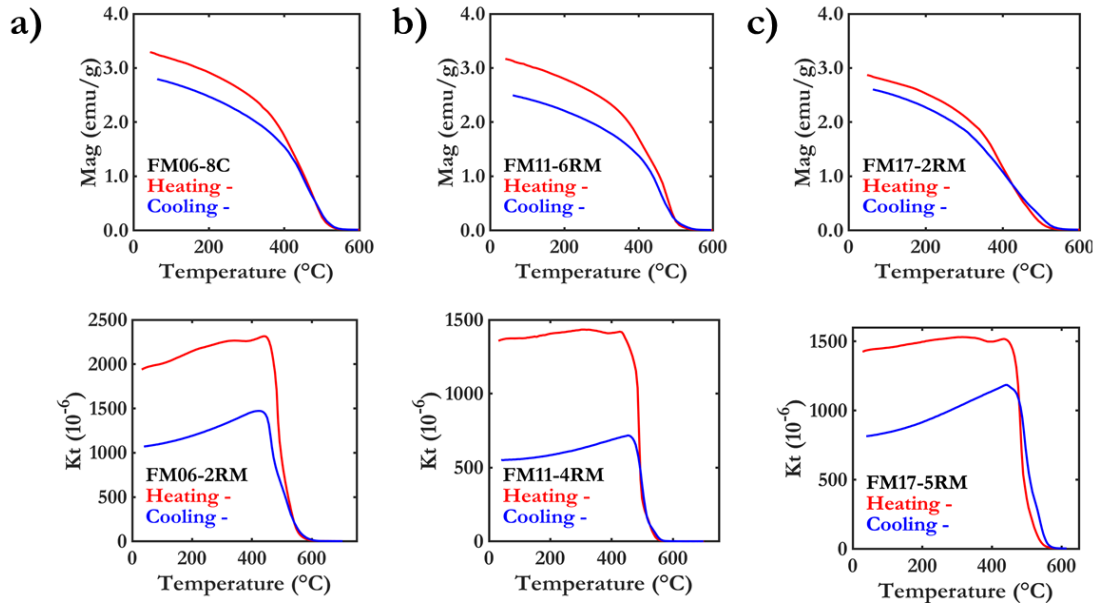 a)
4.0
3.0
2.0
1.0
0.0
Mag (emu/g)
FM06-8C
Heating -
Cooling -
0
200
400
600
Temperature (°C)
b)
4.0
3.0
2.0
1.0
0.0
Mag (emu/g)
FM11-6RM
Heating -
Cooling -
0
200
400
600
Temperature (°C)
c)
4.0
3.0
2.0
1.0
0.0
Mag (emu/g)
FM17-2RM
Heating -
Cooling -
0
200
400
600
Temperature (°C)
2500
2000
1500
1000
500
0
Kt (10⁻⁶)
FM06-2RM
Heating -
Cooling -
0
200
400
600
Temperature (°C)
1500
1000
500
0
Kt (10⁻⁶)
FM11-4RM
Heating -
Cooling -
0
200
400
600
Temperature (°C)
1500
1000
500
0
Kt (10⁻⁶)
FM17-5RM
Heating -
Cooling -
0
200
400
600
Temperature (°C)